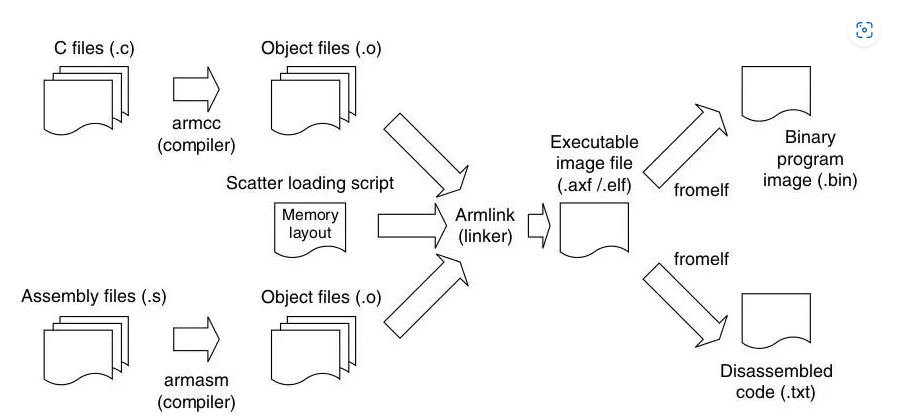 C files (.c)
Object files (.o)
armcc
(compiler)
Scatter loading script
Memory
layout
Assembly files (.s)
Object files (.o)
armasm
(compiler)
Armlink
(linker)
Executable
image file
(.axf /.elf)
fromelf
Binary
program
image (.bin)
fromelf
Disassembled
code (.txt)